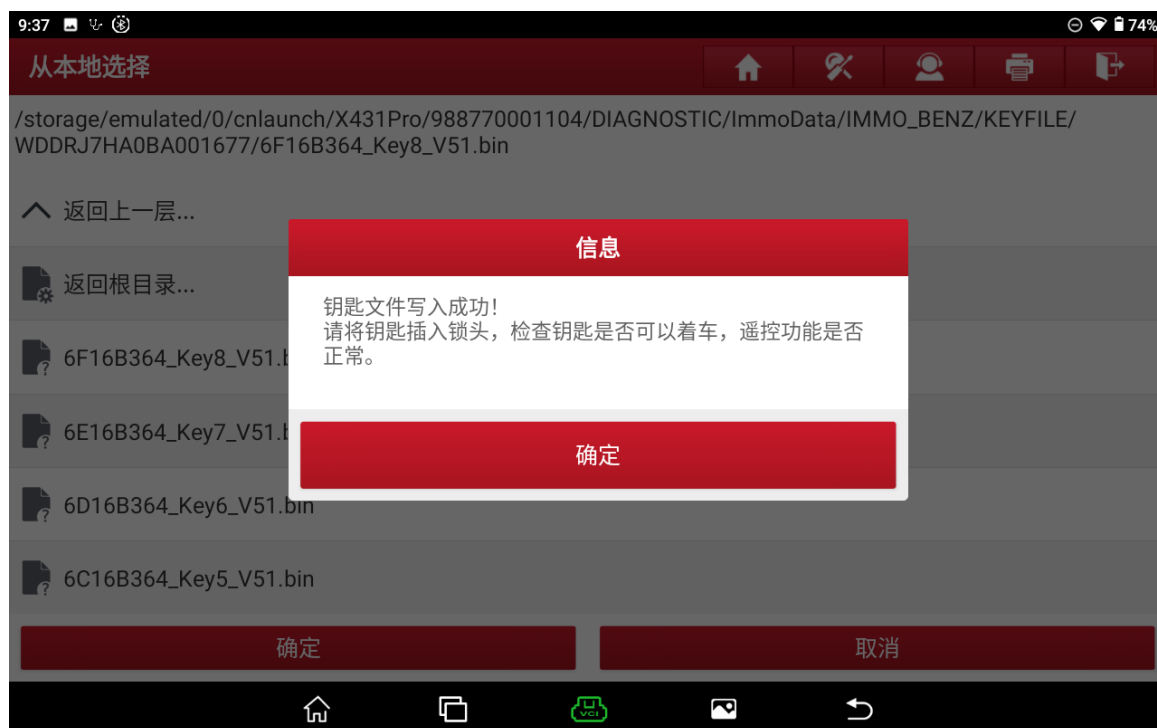 9:37
74%
从本地选择
/storage/emulated/0/cnlaunch/X431Pro/988770001104/DIAGNOSTIC/ImmoData/IMMO_BENZ/KEYFILE/
WDDRJ7HA0BA001677/6F16B364_Key8_V51.bin
返回上一层...
返回根目录...
6F16B364_Key8_V51.b
6E16B364_Key7_V51.b
6D16B364_Key6_V51.bin
6C16B364_Key5_V51.bin
信息
钥匙文件写入成功!
请将钥匙插入锁头，检查钥匙是否可以着车，遥控功能是否
正常。
确定
确定
取消
VCI